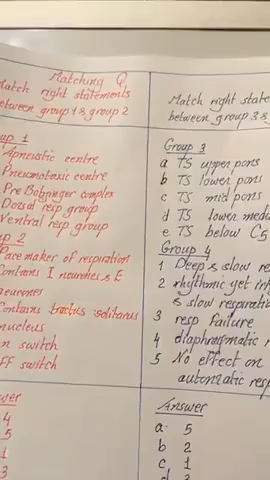 Matching Q
Match right statements
between group 1 & group 2
Group 1
Apneustic centre
Pneumotaxic centre
Pre Botzinger complex
Dorsal resp group
Ventral resp group
2
Pacemaker of respiration
Contains I neurones & E
neurones
Contains tractus solitarus
nucleus
n switch
FF switch
4
5
1
3
Match right state
between group 3 &
Group 3
a TS upper pons
b TS lower pons
c TS mid pons
d TS lower medu
e TS below C5
Group 4
1 Deep & slow re
2 rhythmic yet in
& slow respiratio
3 resp failure
4 diaphragmatic r
5 No effect on
automatic resp
Answer
a 5
b 2
c 1
d 3